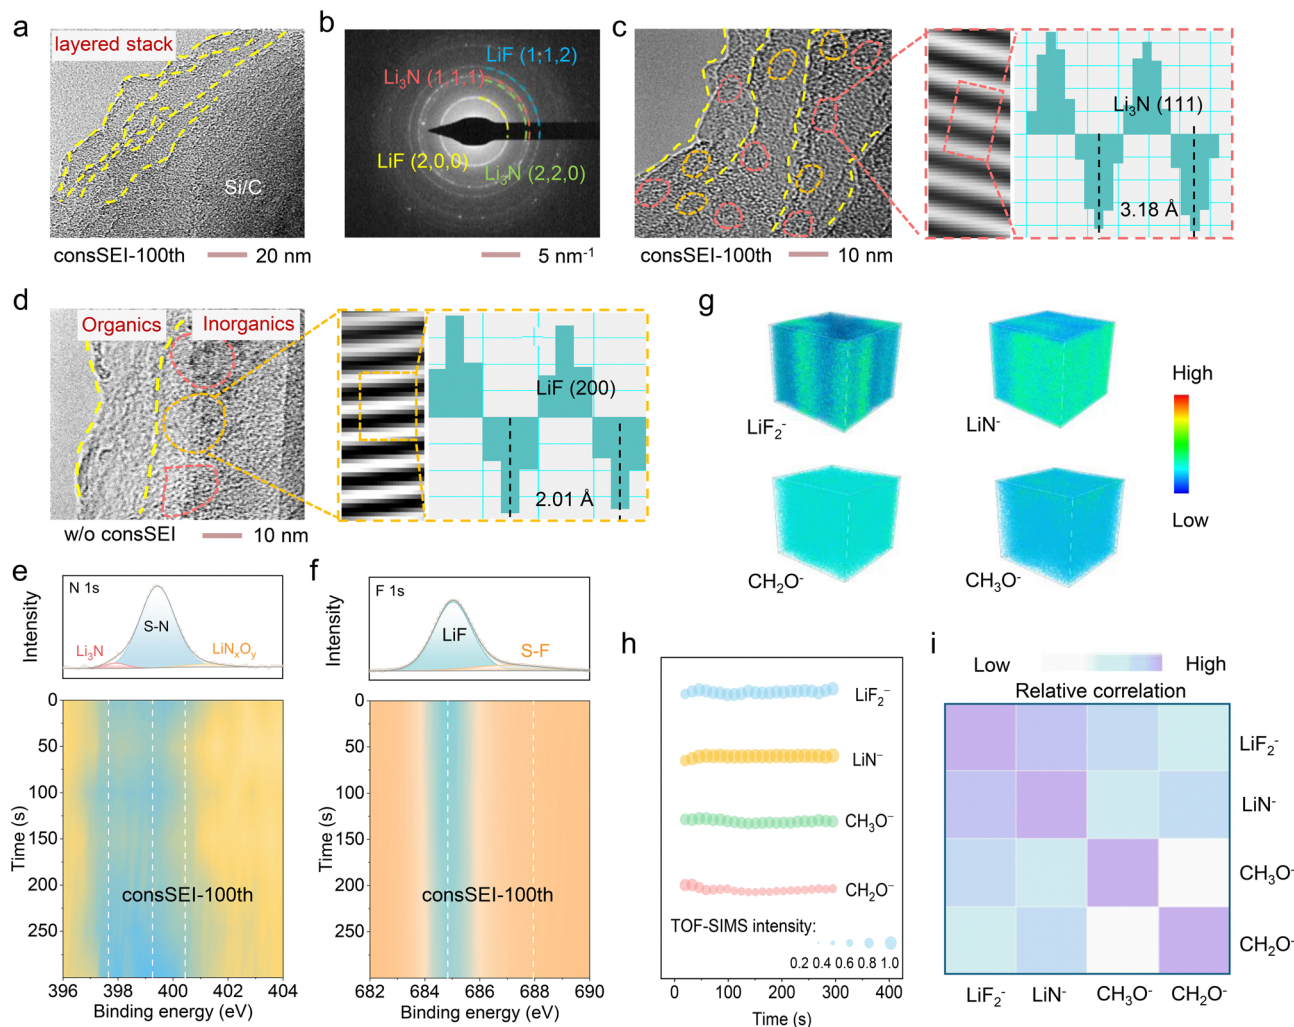 a
layered stack
Si/C
consSEI-100th
20 nm
b
LiF (1,1,2)
Li₃N (1,1,1)
LiF (2,0,0)
Li₃N (2,2,0)
5 nm⁻¹
c
consSEI-100th
10 nm
Li₃N (111)
3.18 Å
d
Organics
Inorganics
w/o consSEI
10 nm
LiF (200)
2.01 Å
g
LiF₂⁻
LiN⁻
CH₂O⁻
CH₃O⁻
High
Low
e
N 1s
Intensity
Li₃N
S-N
LiNₓOᵧ
0
50
100
150
200
250
Time (s)
consSEI-100th
396
398
400
402
404
Binding energy (eV)
f
F 1s
Intensity
LiF
S-F
0
50
100
150
200
250
Time (s)
consSEI-100th
682
684
686
688
690
Binding energy (eV)
h
LiF₂⁻
LiN⁻
CH₃O⁻
CH₂O⁻
TOF-SIMS intensity:
0.2 0.4 0.6 0.8 1.0
0
100
200
300
400
Time (s)
i
Low
High
Relative correlation
LiF₂⁻
LiN⁻
CH₃O⁻
CH₂O⁻
LiF₂⁻
LiN⁻
CH₃O⁻
CH₂O⁻